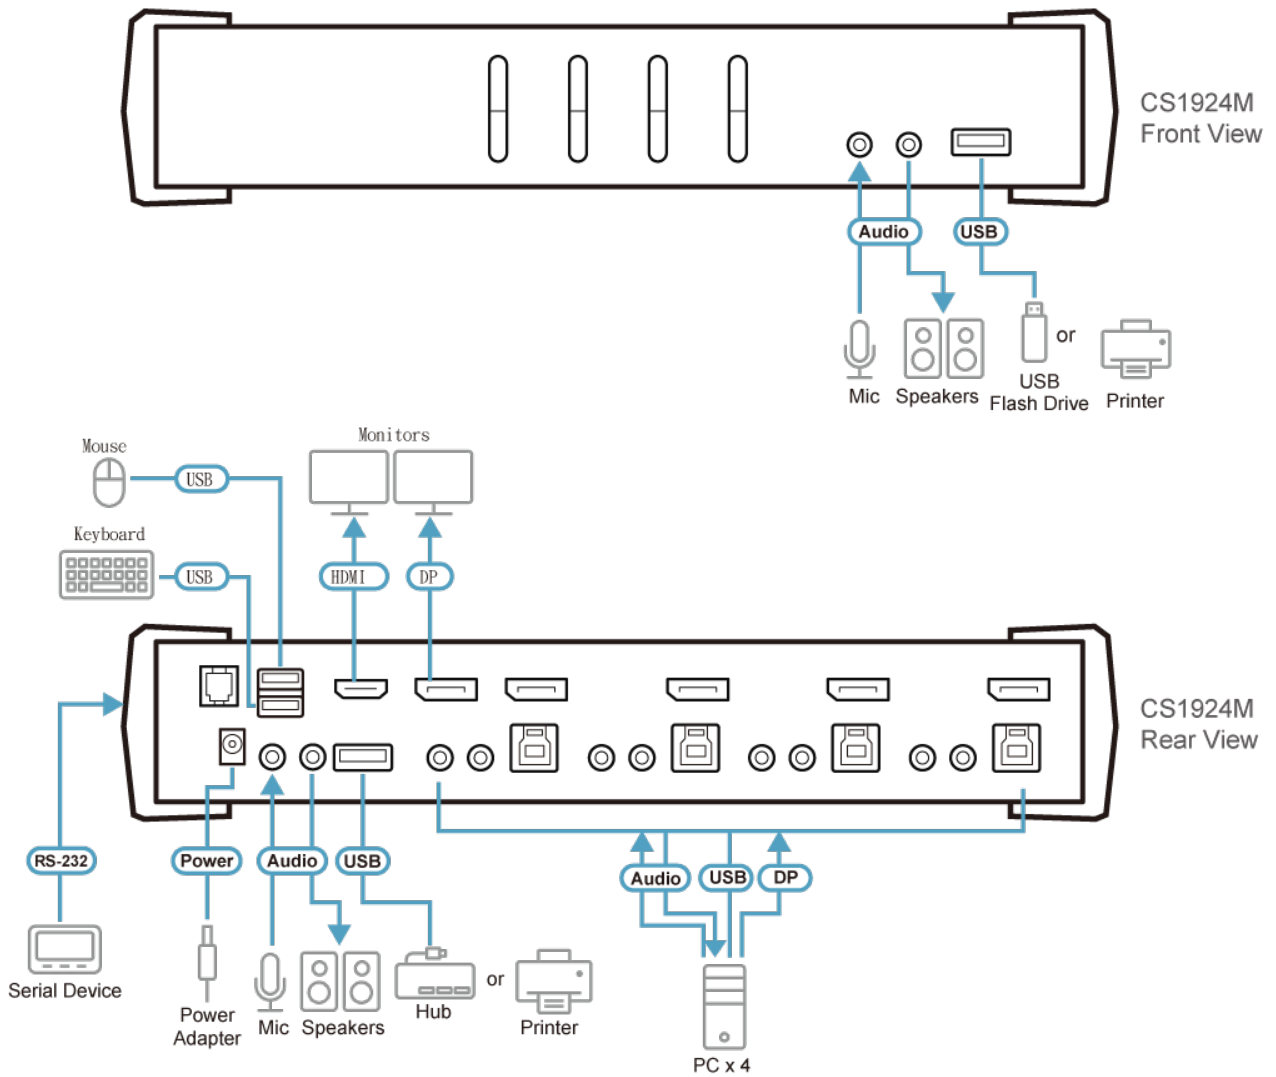 CS1924M
Front View
Audio
USB
Mic
Speakers
USB
Flash Drive
or
Printer
Mouse
USB
Monitors
Keyboard
USB
HDMI
DP
CS1924M
Rear View
RS-232
Power
Audio
USB
Audio
USB
DP
Serial Device
Power
Adapter
Mic
Speakers
Hub
or
Printer
PC x 4